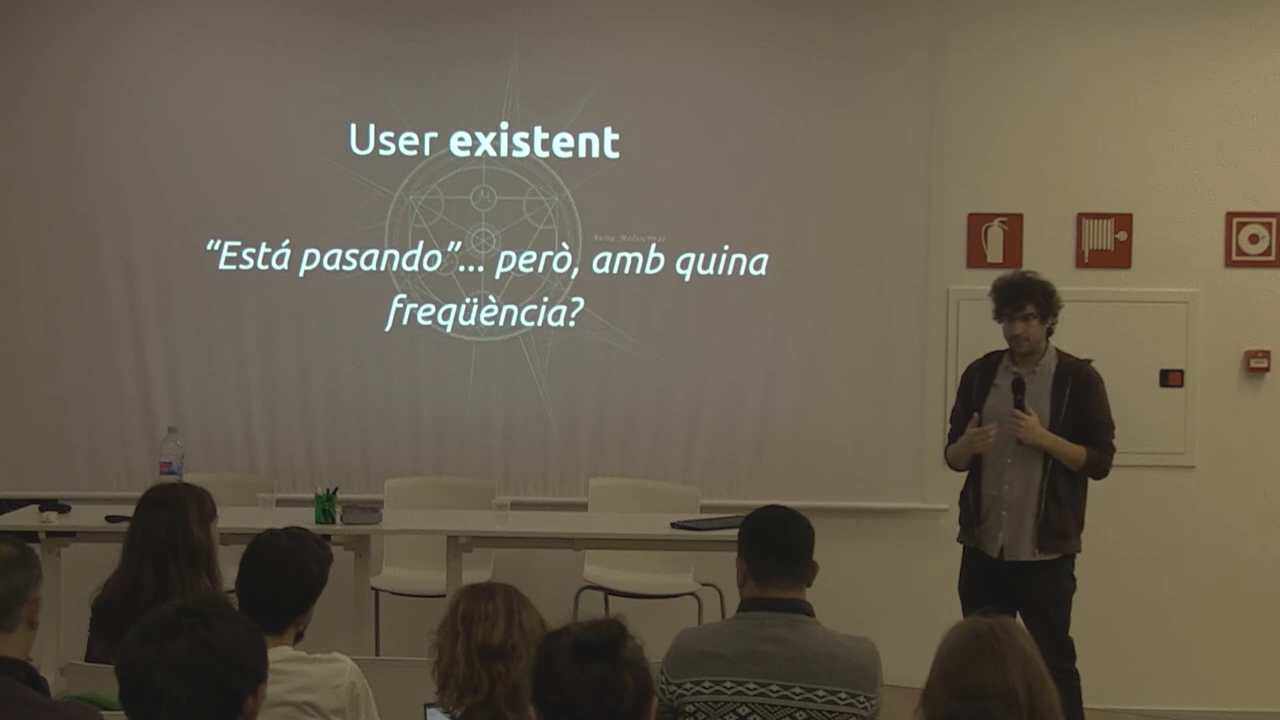 User existent
“Está pasando”... però, amb quina
freqüència?